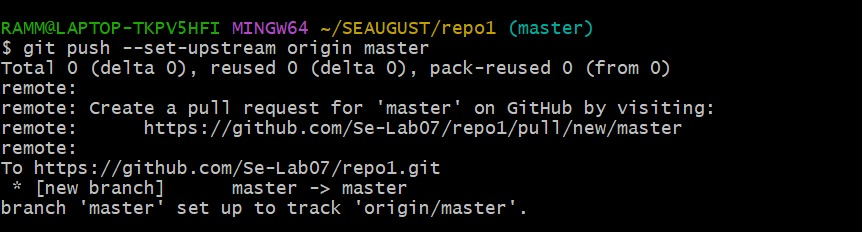 RAMM@LAPTOP-TKPV5HFI MINGW64 ~/SEAUGUST/repo1 (master)
$ git push --set-upstream origin master
Total 0 (delta 0), reused 0 (delta 0), pack-reused 0 (from 0)
remote:
remote: Create a pull request for 'master' on GitHub by visiting:
remote:      https://github.com/Se-Lab07/repo1/pull/new/master
remote:
To https://github.com/Se-Lab07/repo1.git
 * [new branch]      master -> master
branch 'master' set up to track 'origin/master'.